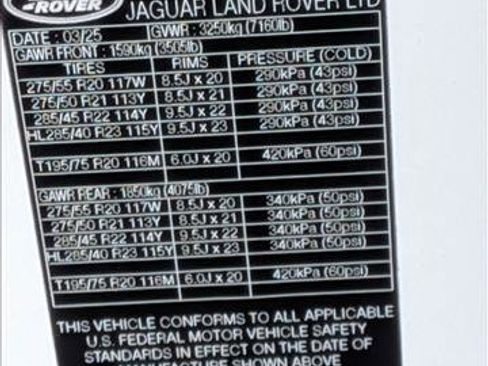 ROVER
JAGUAR LAND ROVER LTD
DATE : 03/25 GVWR : 3250kg (7160lb)
GAWR FRONT : 1590kg (3505lb)
TIRES RIMS PRESSURE (COLD)
275/55 R20 117W 8.5J x 20 290kPa (43psi)
275/50 R21 113Y 8.5J x 21 290kPa (43psi)
285/45 R22 114Y 9.5J x 22 290kPa (43psi)
HL285/40 R23 115Y 9.5J x 23 290kPa (43psi)
T195/75 R20 116M 6.0J x 20 420kPa (60psi)
GAWR REAR : 1850kg (4075lb)
275/55 R20 117W 8.5J x 20 340kPa (50psi)
275/50 R21 113Y 8.5J x 21 340kPa (50psi)
285/45 R22 114Y 9.5J x 22 340kPa (50psi)
HL285/40 R23 115Y 9.5J x 23 340kPa (50psi)
T195/75 R20 116M 6.0J x 20 420kPa (60psi)
THIS VEHICLE CONFORMS TO ALL APPLICABLE
U.S. FEDERAL MOTOR VEHICLE SAFETY
STANDARDS IN EFFECT ON THE DATE OF
MANUFACTURE SHOWN ABOVE